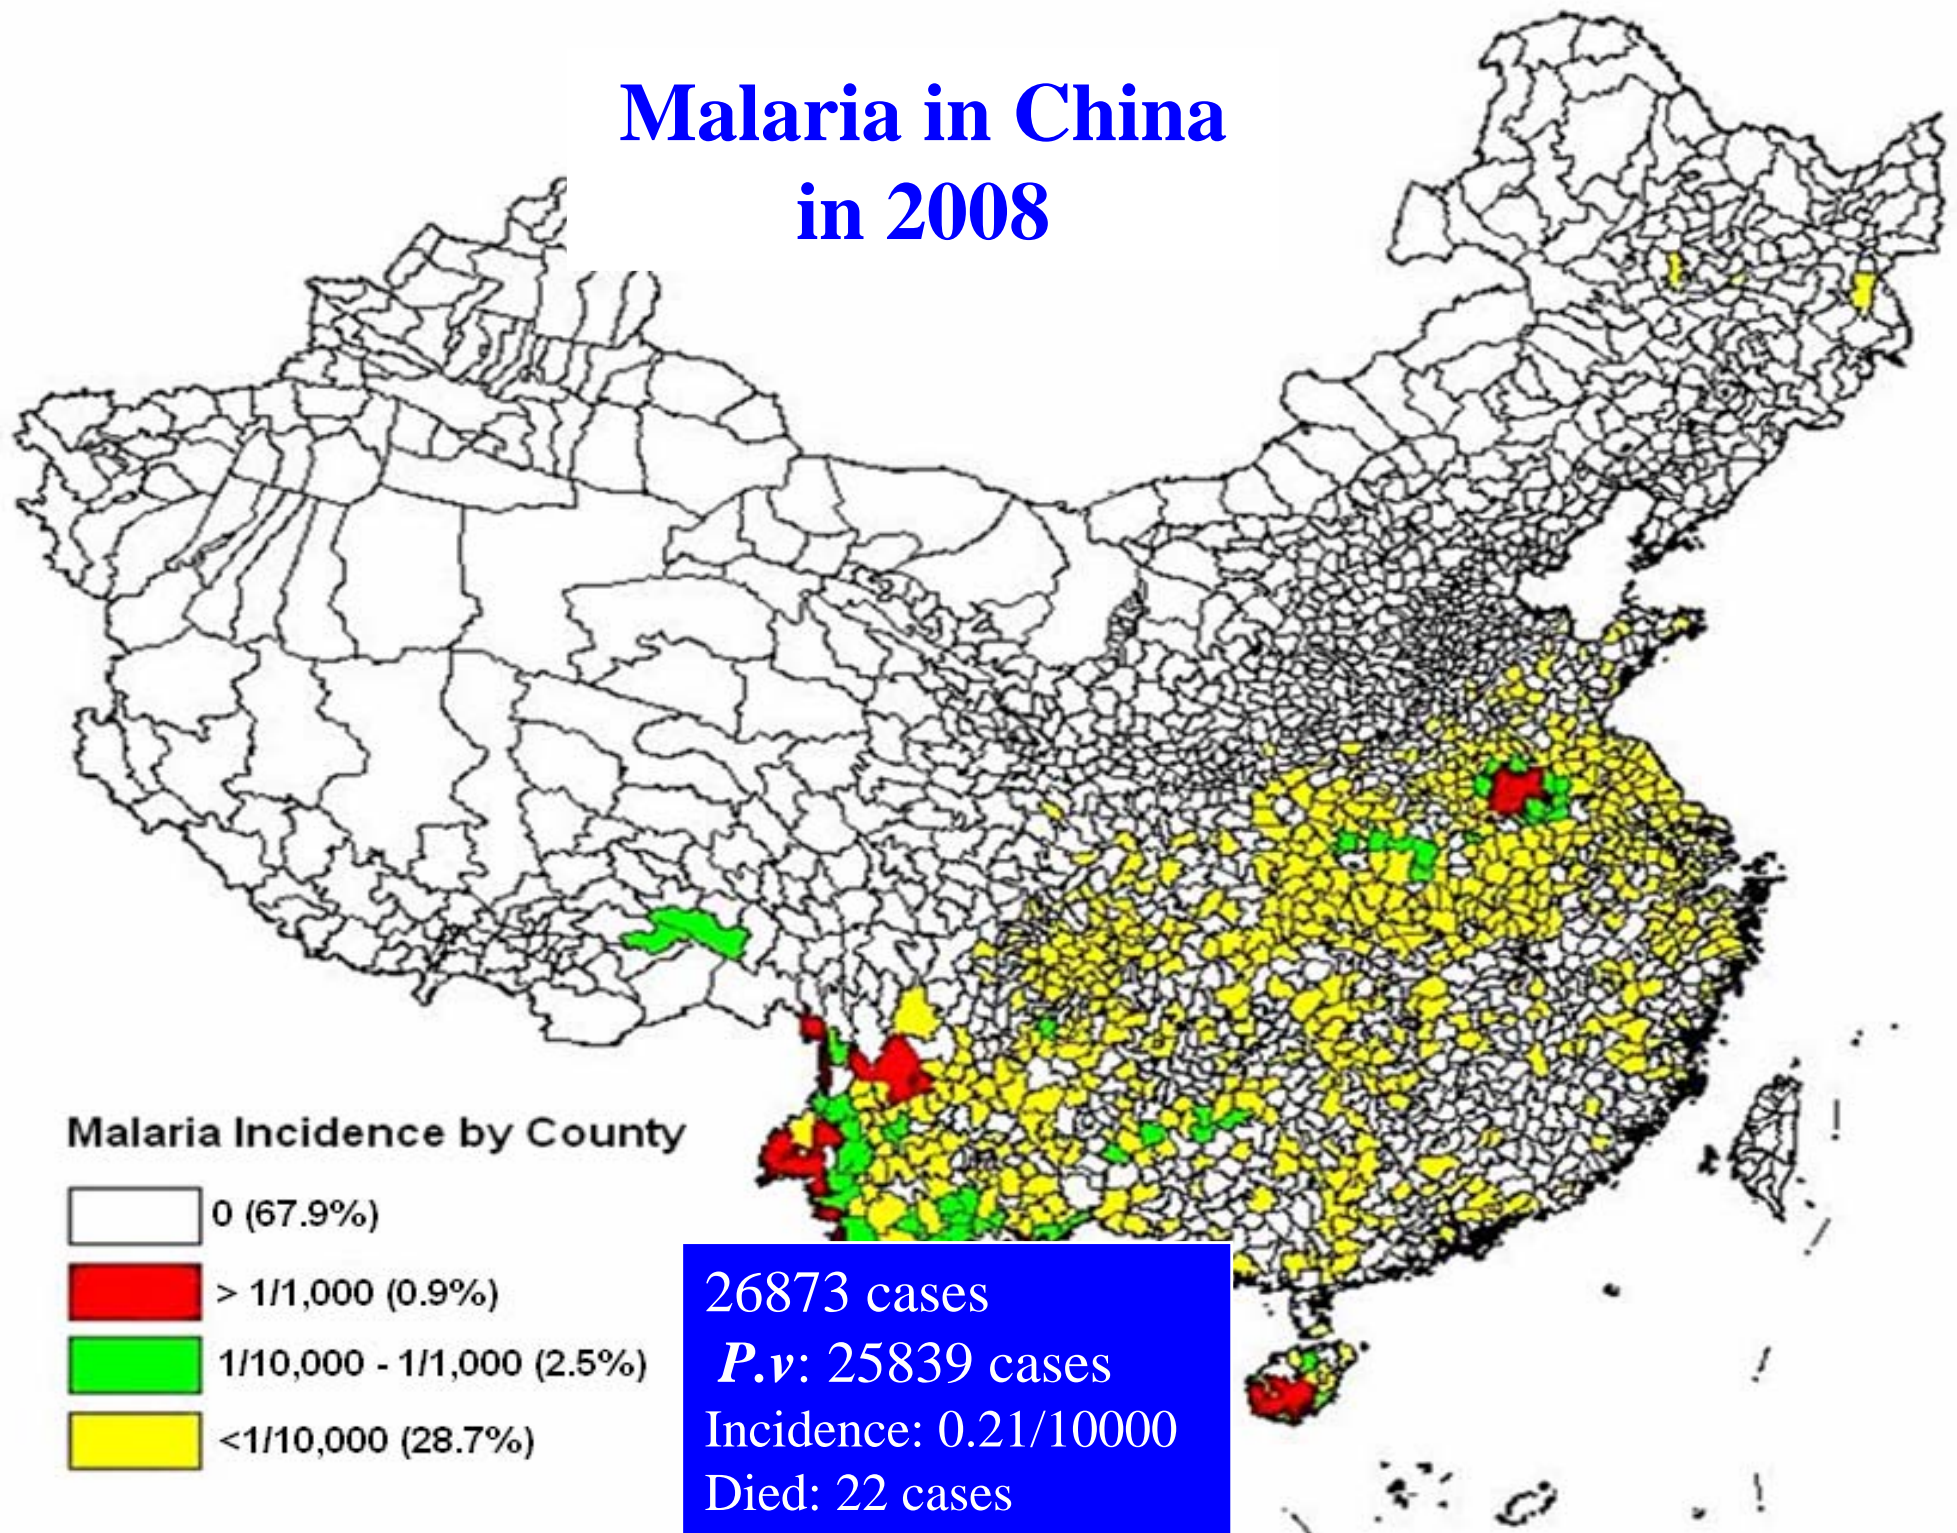 Malaria in China
in 2008
Malaria Incidence by County
0 (67.9%)
> 1/1,000 (0.9%)
1/10,000 - 1/1,000 (2.5%)
<1/10,000 (28.7%)
26873 cases
P.v: 25839 cases
Incidence: 0.21/10000
Died: 22 cases